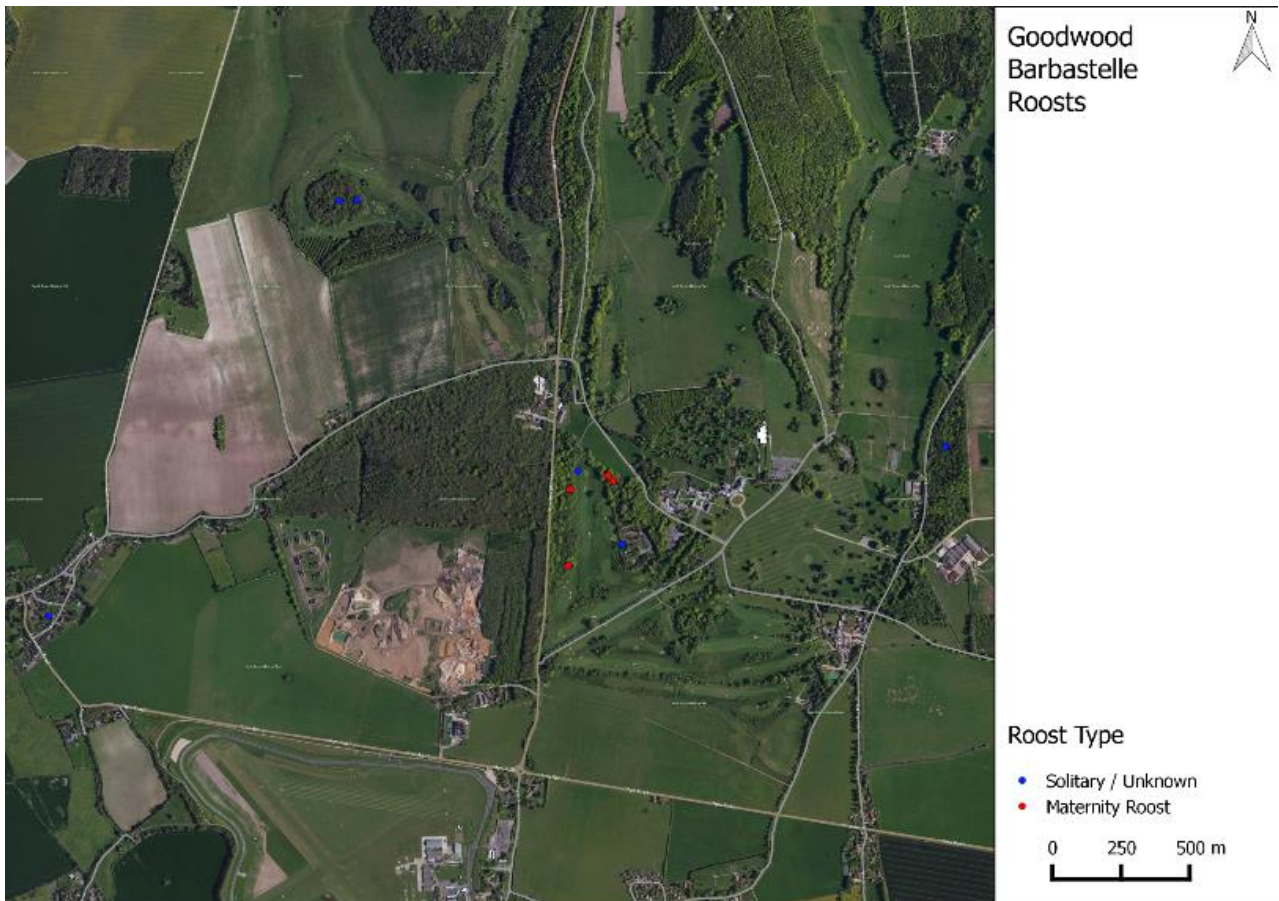 Goodwood
Barbastelle
Roosts
N
Roost Type
Solitary / Unknown
Maternity Roost
0 250 500 m